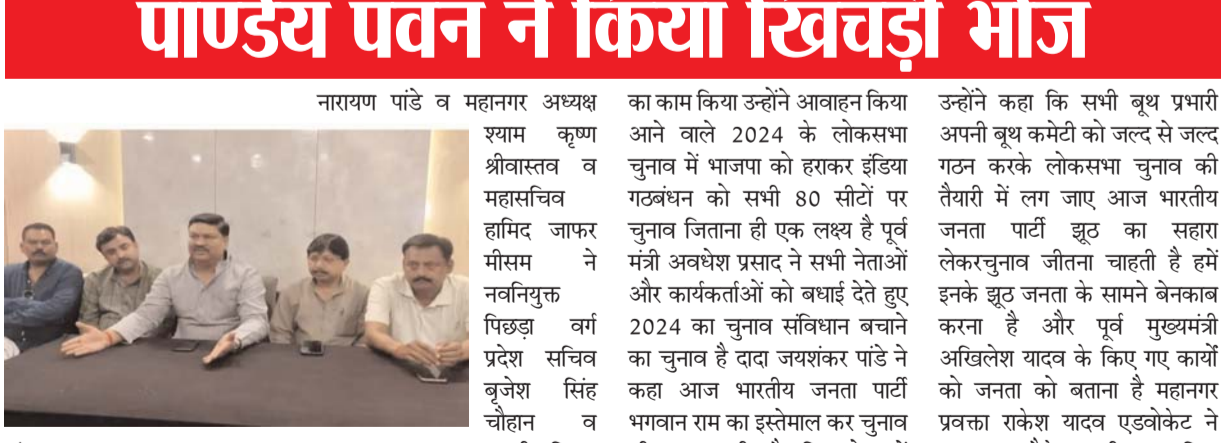 पाण्डेय पवन ने किया खिचड़ी भोज
नारायण पांडे व महानगर अध्यक्ष
श्याम कृष्ण
श्रीवास्तव व
महासचिव
हामिद जाफर
मीसम ने
नवनियुक्त
पिछड़ा वर्ग
प्रदेश सचिव
बृजेश सिंह
चौहान व
का काम किया उन्होंने आवाहन किया
आने वाले 2024 के लोकसभा
चुनाव में भाजपा को हराकर इंडिया
गठबंधन को सभी 80 सीटों पर
चुनाव जिताना ही एक लक्ष्य है पूर्व
मंत्री अवधेश प्रसाद ने सभी नेताओं
और कार्यकर्ताओं को बधाई देते हुए
2024 का चुनाव संविधान बचाने
का चुनाव है दादा जयशंकर पांडे ने
कहा आज भारतीय जनता पार्टी
भगवान राम का इस्तेमाल कर चुनाव
उन्होंने कहा कि सभी बूथ प्रभारी
अपनी बूथ कमेटी को जल्द से जल्द
गठन करके लोकसभा चुनाव की
तैयारी में लग जाए आज भारतीय
जनता पार्टी झूठ का सहारा
लेकरचुनाव जीतना चाहती है हमें
इनके झूठ जनता के सामने बेनकाब
करना है और पूर्व मुख्यमंत्री
अखिलेश यादव के किए गए कार्यों
को जनता को बताना है महानगर
प्रवक्ता राकेश यादव एडवोकेट ने